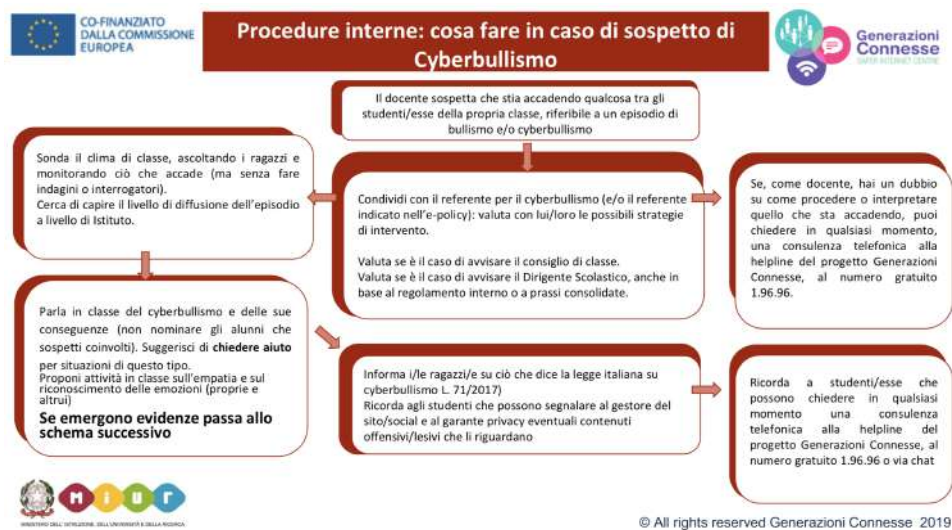 CO-FINANZIATO
DALLA COMMISSIONE
EUROPEA
Procedure interne: cosa fare in caso di sospetto di
Cyberbullismo
Generazioni
Connesse
SAFER INTERNET CENTRE
Il docente sospetta che stia accadendo qualcosa tra gli
studenti/esse della propria classe, riferibile a un episodio di
bullismo e/o cyberbullismo
Sonda il clima di classe, ascoltando i ragazzi e
monitorando ciò che accade (ma senza fare
indagini o interrogatori).
Cerca di capire il livello di diffusione dell'episodio
a livello di Istituto.
Condividi con il referente per il cyberbullismo (e/o il referente
indicato nell'e-policy): valuta con lui/loro le possibili strategie
di intervento.
Valuta se è il caso di avvisare il consiglio di classe.
Valuta se è il caso di avvisare il Dirigente Scolastico, anche in
base al regolamento interno o a prassi consolidate.
Se, come docente, hai un dubbio
su come procedere o interpretare
quello che sta accadendo, puoi
chiedere in qualsiasi momento,
una consulenza telefonica alla
helpline del progetto Generazioni
Connesse, al numero gratuito
1.96.96.
Parla in classe del cyberbullismo e delle sue
conseguenze (non nominare gli alunni che
sospetti coinvolti). Suggerisci di chiedere aiuto
per situazioni di questo tipo.
Proponi attività in classe sull'empatia e sul
riconoscimento delle emozioni (proprie e
altrui)
Se emergono evidenze passa allo
schema successivo
Informa i/le ragazzi/e su ciò che dice la legge italiana su
cyberbullismo L. 71/2017)
Ricorda agli studenti che possono segnalare al gestore del
sito/social e al garante privacy eventuali contenuti
offensivi/lesivi che li riguardano
Ricorda a studenti/esse che
possono chiedere in qualsiasi
momento una consulenza
telefonica alla helpline del
progetto Generazioni Connesse, al
numero gratuito 1.96.96 o via chat
miur
MINISTERO DELL'ISTRUZIONE, DELL'UNIVERSITÀ E DELLA RICERCA
© All rights reserved Generazioni Connesse 2019